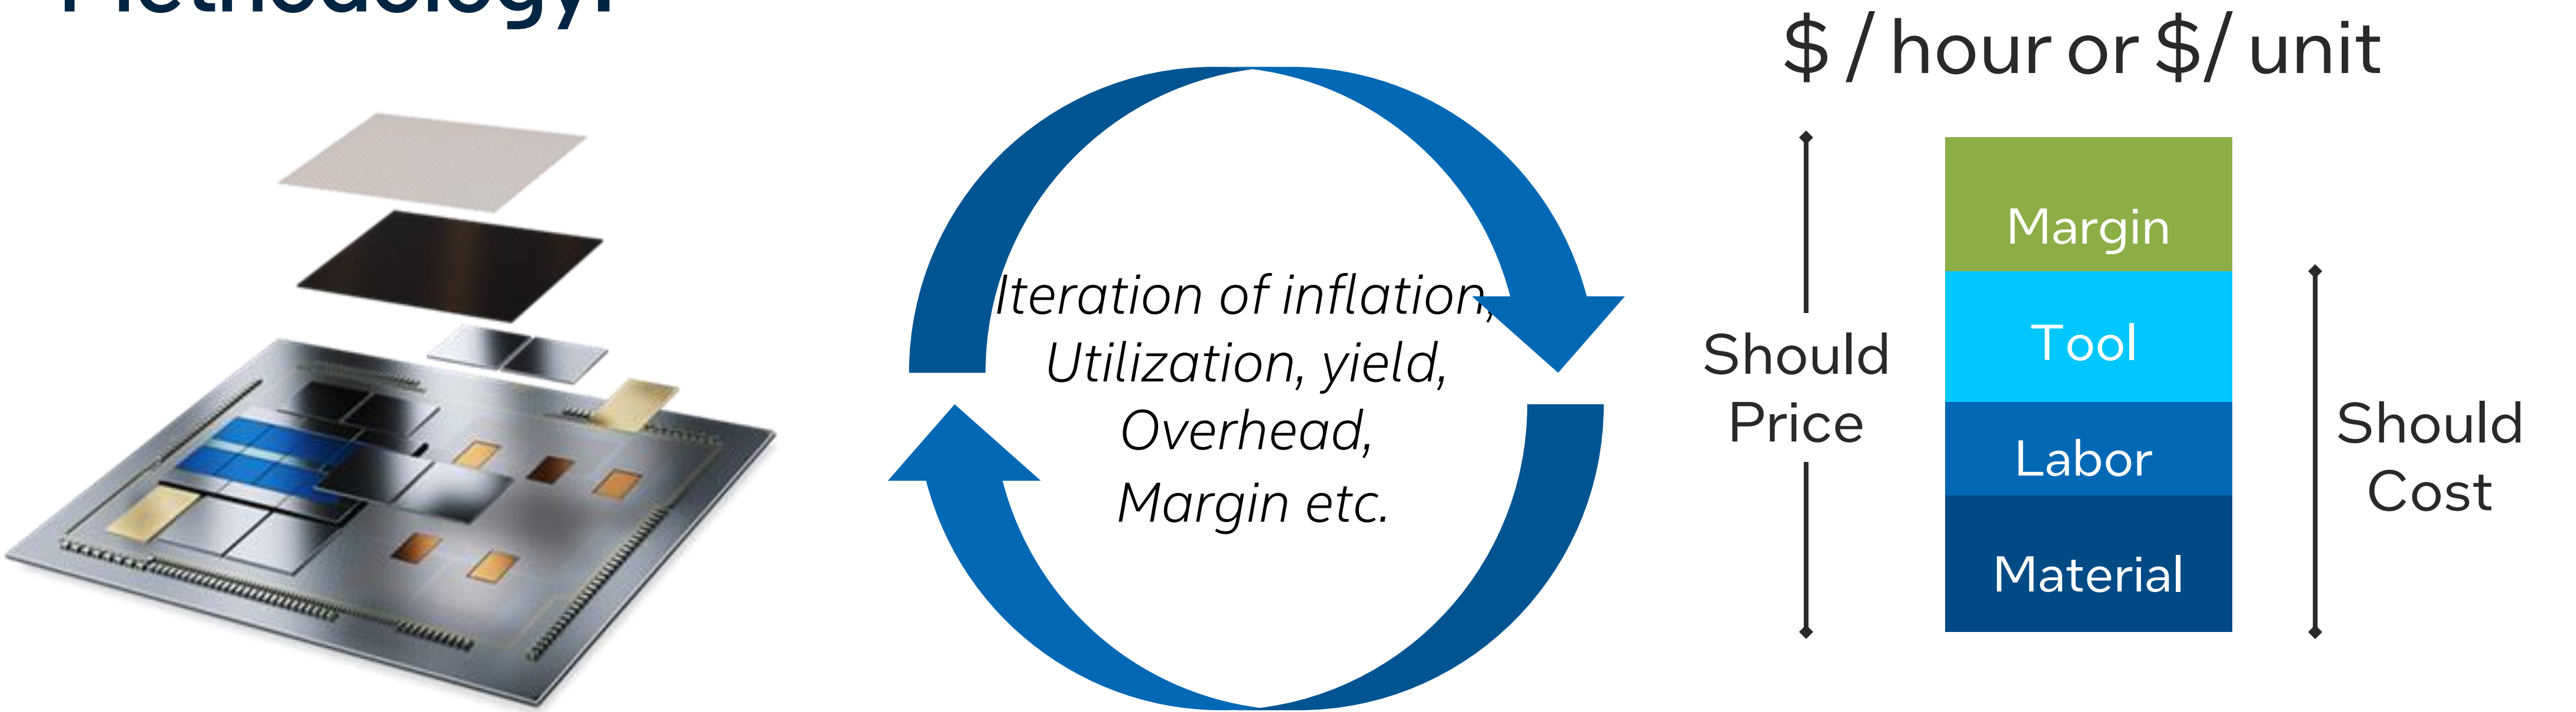 Methodology:
Iteration of inflation,
Utilization, yield,
Overhead,
Margin etc.
$ / hour or $/ unit
Should
Price
Margin
Tool
Labor
Material
Should
Cost